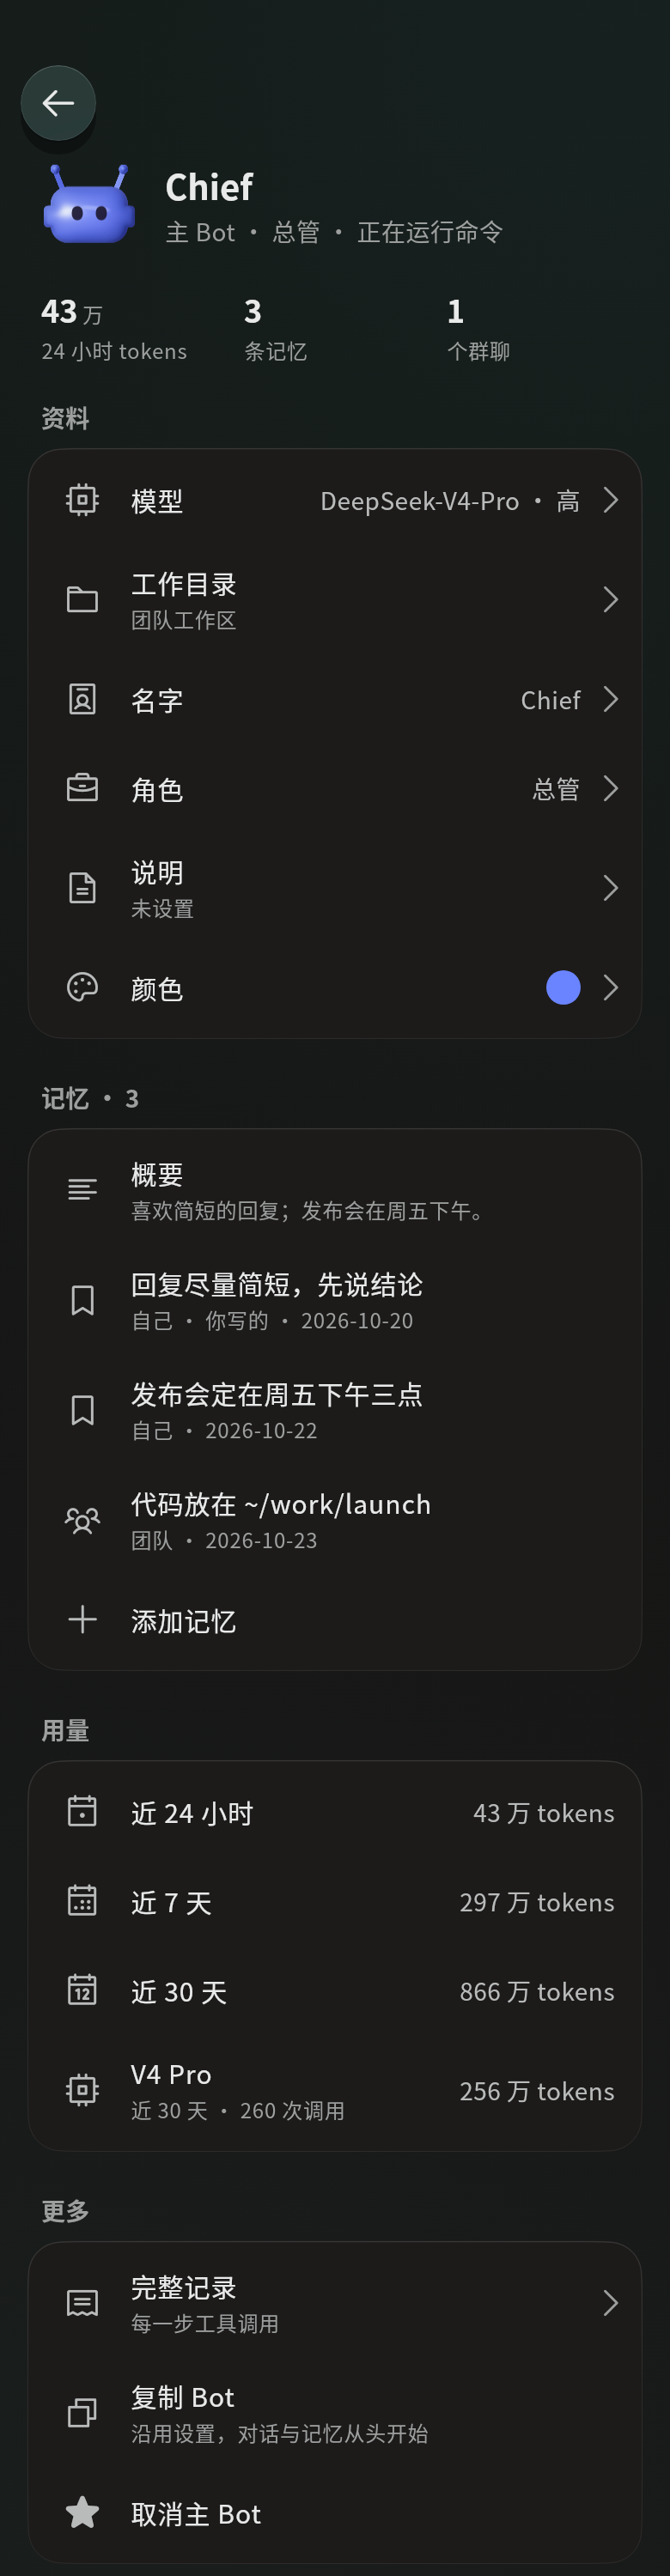 Chief
主 Bot · 总管 · 正在运行命令
43 万
24 小时 tokens
3
条记忆
1
个群聊
资料
模型
DeepSeek-V4-Pro · 高
工作目录
团队工作区
名字
Chief
角色
总管
说明
未设置
颜色
记忆 · 3
概要
喜欢简短的回复；发布会在周五下午。
回复尽量简短，先说结论
自己 · 你写的 · 2026-10-20
发布会定在周五下午三点
自己 · 2026-10-22
代码放在 ~/work/launch
团队 · 2026-10-23
添加记忆
用量
近 24 小时
43 万 tokens
近 7 天
297 万 tokens
12
近 30 天
866 万 tokens
V4 Pro
近 30 天 · 260 次调用
256 万 tokens
更多
完整记录
每一步工具调用
复制 Bot
沿用设置，对话与记忆从头开始
取消主 Bot